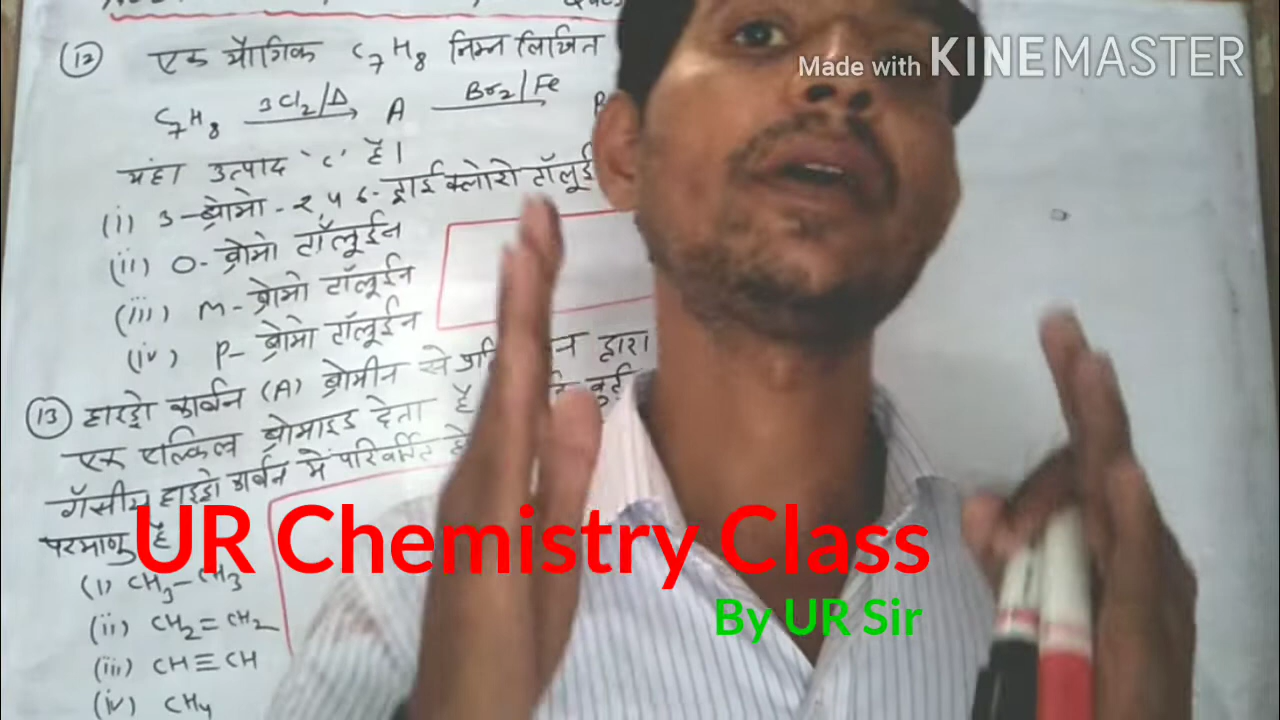 Made with KINEMASTER
(12) एक यौगिक C7H8 निम्न लिखित
C7H8 3Cl2/Δ A Br2/Fe
यहा उत्पाद 'C' है।
(i) 3-ब्रोमो-2,4 6-ट्राई क्लोरो टॉलूई
(ii) O-ब्रोमो टॉलूईन
(iii) m-ब्रोमो टॉलूईन
(iv) P-ब्रोमो टॉलूईन
(13) हाइड्रो कार्बन (A) ब्रोमीन से द्वारा
एक एल्किल ब्रोमाइड देता है
गैसीय हाइड्रो कार्बन में परिवर्तित
परमाणु है
(i) CH3-CH3
(ii) CH2=CH2
(iii) CH≡CH
(iv) CH4
UR Chemistry Class
By UR Sir